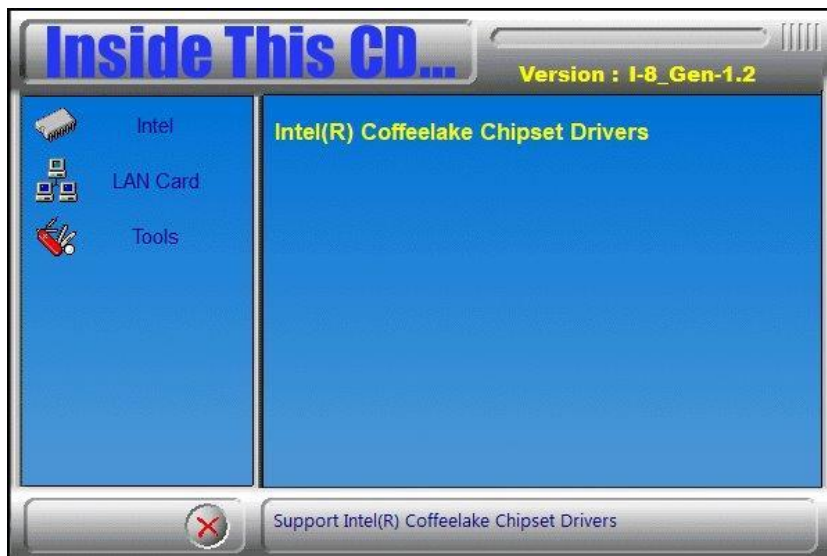 Inside This CD...
Version : I-8_Gen-1.2
Intel
LAN Card
Tools
Intel(R) Coffeelake Chipset Drivers
Support Intel(R) Coffeelake Chipset Drivers